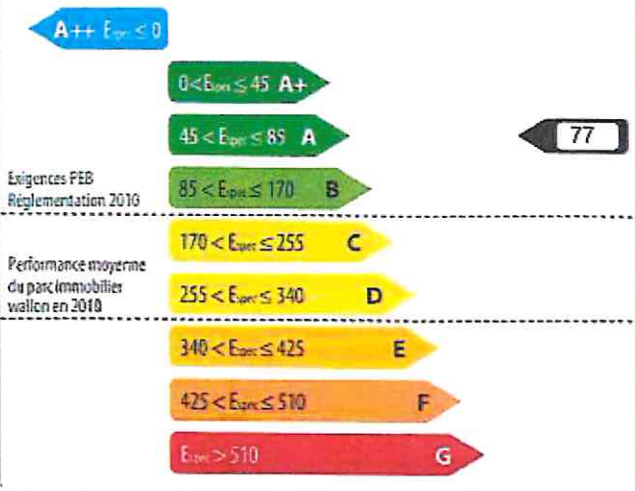 A++ Espec ≤ 0
0 < Espec ≤ 45 A+
45 < Espec ≤ 85 A
77
Exigences PEB
Réglementation 2010
85 < Espec ≤ 170 B
170 < Espec ≤ 255 C
Performance moyenne
du parc immobilier
wallon en 2010
255 < Espec ≤ 340 D
340 < Espec ≤ 425 E
425 < Espec ≤ 510 F
Espec > 510 G